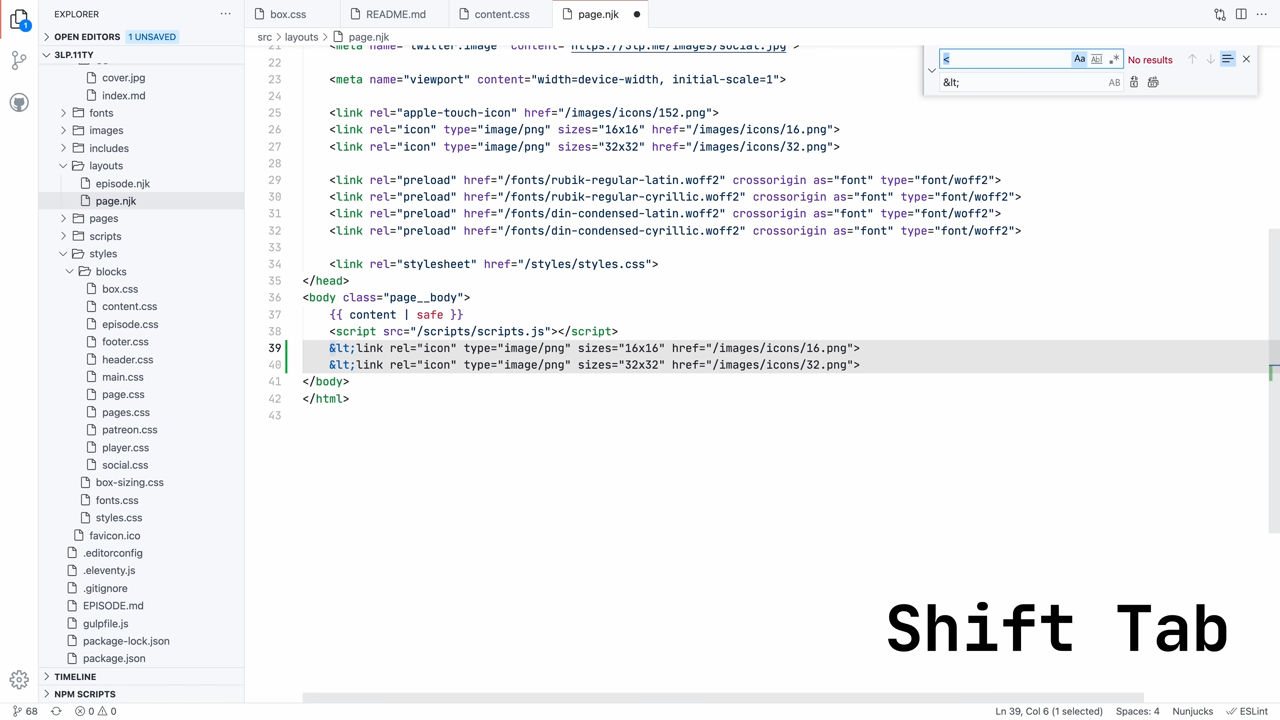 EXPLORER
OPEN EDITORS 1 UNSAVED
3LP.11TY
cover.jpg
index.md
fonts
images
includes
layouts
episode.njk
page.njk
pages
scripts
styles
blocks
box.css
content.css
episode.css
footer.css
header.css
main.css
page.css
pages.css
patreon.css
player.css
social.css
box-sizing.css
fonts.css
styles.css
favicon.ico
.editorconfig
.eleventy.js
.gitignore
EPISODE.md
gulpfile.js
package-lock.json
package.json
TIMELINE
NPM SCRIPTS
1
box.css
README.md
content.css
page.njk
src > layouts > page.njk
21 <meta name="twitter:image" content="https://3lp.me/images/social.jpg">
22
23 <meta name="viewport" content="width=device-width, initial-scale=1">
24
25 <link rel="apple-touch-icon" href="/images/icons/152.png">
26 <link rel="icon" type="image/png" sizes="16x16" href="/images/icons/16.png">
27 <link rel="icon" type="image/png" sizes="32x32" href="/images/icons/32.png">
28
29 <link rel="preload" href="/fonts/rubik-regular-latin.woff2" crossorigin as="font" type="font/woff2">
30 <link rel="preload" href="/fonts/rubik-regular-cyrillic.woff2" crossorigin as="font" type="font/woff2">
31 <link rel="preload" href="/fonts/din-condensed-latin.woff2" crossorigin as="font" type="font/woff2">
32 <link rel="preload" href="/fonts/din-condensed-cyrillic.woff2" crossorigin as="font" type="font/woff2">
33
34 <link rel="stylesheet" href="/styles/styles.css">
35 </head>
36 <body class="page__body">
37 {{ content | safe }}
38 <script src="/scripts/scripts.js"></script>
39 &lt;link rel="icon" type="image/png" sizes="16x16" href="/images/icons/16.png">
40 &lt;link rel="icon" type="image/png" sizes="32x32" href="/images/icons/32.png">
41 </body>
42 </html>
43
< Aa Abl .* No results
&lt; AB
Shift Tab
68 0 0
Ln 39, Col 6 (1 selected) Spaces: 4 Nunjucks ESLint